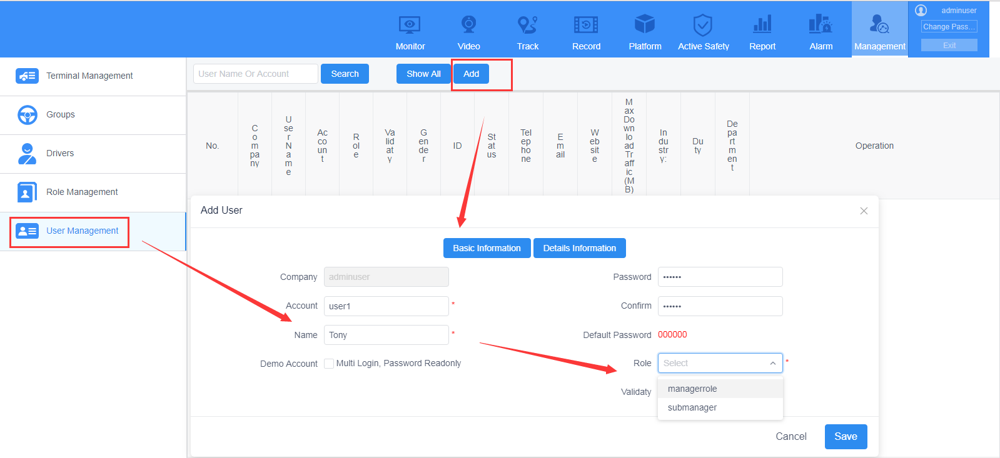 Monitor
Video
Track
Record
Platform
Active Safety
Report
Alarm
Management
adminuser
Change Pass...
Exit
Terminal Management
Groups
Drivers
Role Management
User Management
User Name Or Account
Search
Show All
Add
No.
Company
UserName
Account
Role
Validaty
Gender
ID
Status
Telephone
Email
Website
MaxDownloadTraffic(MB)
Industry:
Duty
Department
Operation
Add User
Basic Information
Details Information
Company
adminuser
Password
••••••
Account
user1
*
Confirm
••••••
Name
Tony
*
Default Password
000000
Demo Account
Multi Login, Password Readonly
Role
Select
*
managerrole
submanager
Validaty
Cancel
Save